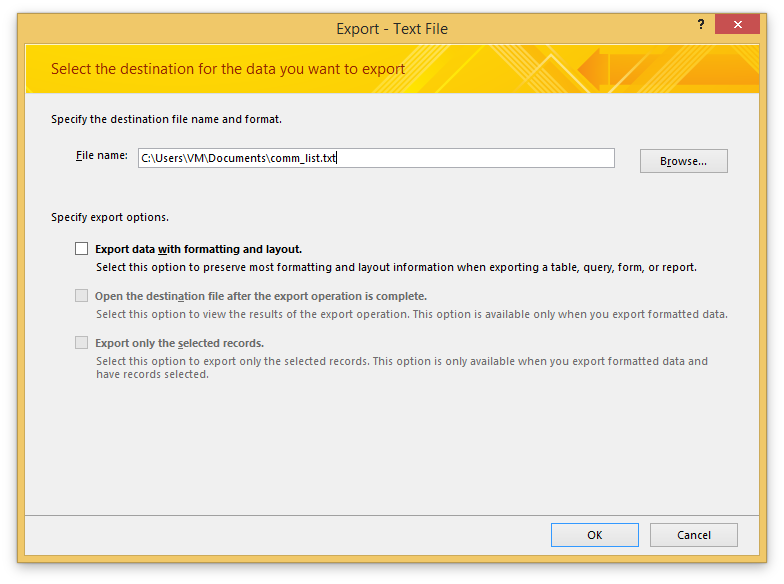 Export - Text File
?
Select the destination for the data you want to export
Specify the destination file name and format.
File name: C:\Users\VM\Documents\comm_list.txt Browse...
Specify export options.
Export data with formatting and layout.
Select this option to preserve most formatting and layout information when exporting a table, query, form, or report.
Open the destination file after the export operation is complete.
Select this option to view the results of the export operation. This option is available only when you export formatted data.
Export only the selected records.
Select this option to export only the selected records. This option is only available when you export formatted data and
have records selected.
OK Cancel